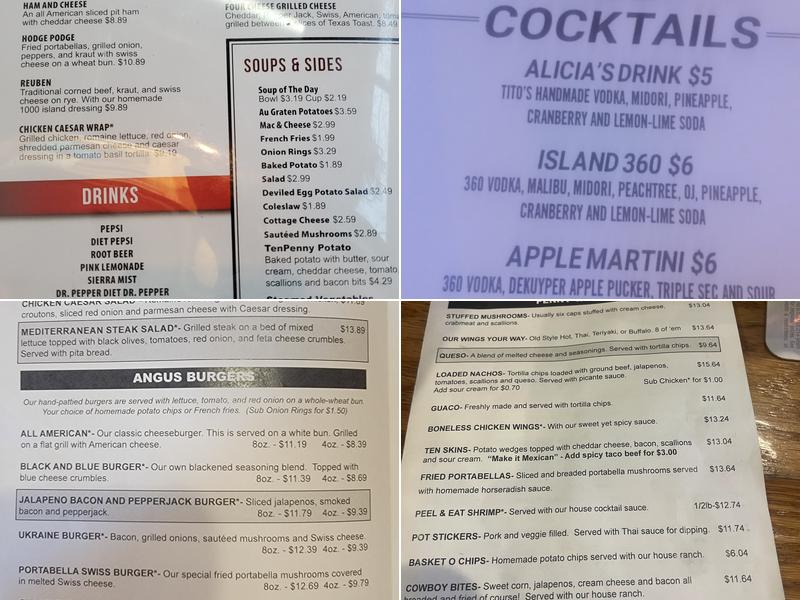 HAM AND CHEESE
An all American sliced pit ham
with cheddar cheese $8.89
HODGE PODGE
Fried portabellas, grilled onion,
peppers, and kraut with swiss
cheese on a wheat bun. $10.89
REUBEN
Traditional corned beef, kraut, and swiss
cheese on rye. With our homemade
1000 island dressing $9.89
CHICKEN CAESAR WRAP*
Grilled chicken, romaine lettuce, red onion,
shredded parmesan cheese and caesar
dressing in a tomato basil tortilla. $9.19
DRINKS
PEPSI
DIET PEPSI
ROOT BEER
PINK LEMONADE
SIERRA MIST
DR. PEPPER DIET DR. PEPPER
FOUR CHEESE GRILLED CHEESE
Cheddar, Pepper Jack, Swiss, American,
grilled between slices of Texas Toast. $8.49
SOUPS & SIDES
Soup of The Day
Bowl $3.19 Cup $2.19
Au Graten Potatoes $3.59
Mac & Cheese $2.99
French Fries $1.99
Onion Rings $3.29
Baked Potato $1.89
Salad $2.99
Deviled Egg Potato Salad $2.49
Coleslaw $1.89
Cottage Cheese $2.59
Sautéed Mushrooms $2.89
TenPenny Potato
Baked potato with butter, sour
cream, cheddar cheese, tomato
scallions and bacon bits $4.29
Steamed Vegetables
COCKTAILS
ALICIA'S DRINK $5
TITO'S HANDMADE VODKA, MIDORI, PINEAPPLE,
CRANBERRY AND LEMON-LIME SODA
ISLAND 360 $6
360 VODKA, MALIBU, MIDORI, PEACHTREE, OJ, PINEAPPLE,
CRANBERRY AND LEMON-LIME SODA
APPLE MARTINI $6
360 VODKA, DEKUYPER APPLE PUCKER, TRIPLE SEC AND SOUR
CHICKEN CAESAR SALAD
croutons, sliced red onion and parmesan cheese with Caesar dressing.
MEDITERRANEAN STEAK SALAD*- Grilled steak on a bed of mixed $13.89
lettuce topped with black olives, tomatoes, red onion, and feta cheese crumbles.
Served with pita bread.
ANGUS BURGERS
Our hand-pattied burgers are served with lettuce, tomato, and red onion on a whole-wheat bun.
Your choice of homemade potato chips or French fries. (Sub Onion Rings for $1.50)
ALL AMERICAN*- Our classic cheeseburger. This is served on a white bun. Grilled
on a flat grill with American cheese. 8oz. - $11.19 4oz. - $8.39
BLACK AND BLUE BURGER*- Our own blackened seasoning blend. Topped with
blue cheese crumbles. 8oz. - $11.39 4oz. - $8.69
JALAPENO BACON AND PEPPERJACK BURGER*- Sliced jalapenos, smoked
bacon and pepperjack. 8oz - $11.79 4oz. - $9.39
UKRAINE BURGER*- Bacon, grilled onions, sautéed mushrooms and Swiss cheese.
8oz. - $12.39 4oz. - $9.39
PORTABELLA SWISS BURGER*- Our special fried portabella mushrooms covered
in melted Swiss cheese. 8oz. - $12.69 4oz. - $9.79
STUFFED MUSHROOMS- Usually six caps stuffed with cream cheese, $13.04
crabmeat and scallions.
OUR WINGS YOUR WAY- Old Style Hot, Thai, Teriyaki, or Buffalo. 8 of 'em $13.64
QUESO- A blend of melted cheese and seasonings. Served with tortilla chips. $9.64
LOADED NACHOS- Tortilla chips loaded with ground beef, jalapenos, $15.64
tomatoes, scallions and queso. Served with picante sauce.
Add sour cream for $0.70 Sub Chicken* for $1.00
GUACO- Freshly made and served with tortilla chips. $11.64
BONELESS CHICKEN WINGS*- With our sweet yet spicy sauce. $13.24
TEN SKINS- Potato wedges topped with cheddar cheese, bacon, scallions $13.04
and sour cream. "Make it Mexican" - Add spicy taco beef for $3.00
FRIED PORTABELLAS- Sliced and breaded portabella mushrooms served $13.64
with homemade horseradish sauce.
PEEL & EAT SHRIMP*- Served with our house cocktail sauce. 1/2lb-$12.74
POT STICKERS- Pork and veggie filled. Served with Thai sauce for dipping. $11.74
BASKET O CHIPS- Homemade potato chips served with our house ranch. $6.04
COWBOY BITES- Sweet corn, jalapenos, cream cheese and bacon all $11.64
breaded and fried of course! Served with our house ranch.